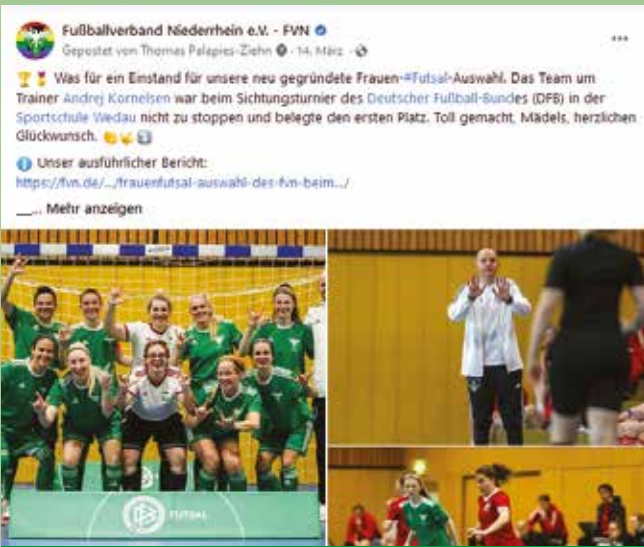 Fußballverband Niederrhein e.V. - FVN
Gepostet von Thomas Palapies-Ziehn · 14. März ·
Was für ein Einstand für unsere neu gegründete Frauen-#Futsal-Auswahl. Das Team um
Trainer Andrej Kornelsen war beim Sichtungsturnier des Deutscher Fußball-Bundes (DFB) in der
Sportschule Wedau nicht zu stoppen und belegte den ersten Platz. Toll gemacht, Mädels, herzlichen
Glückwunsch.
Unser ausführlicher Bericht:
https://fvn.de/.../frauenfutsal-auswahl-des-fvn-beim.../
__... Mehr anzeigen
FUTSAL